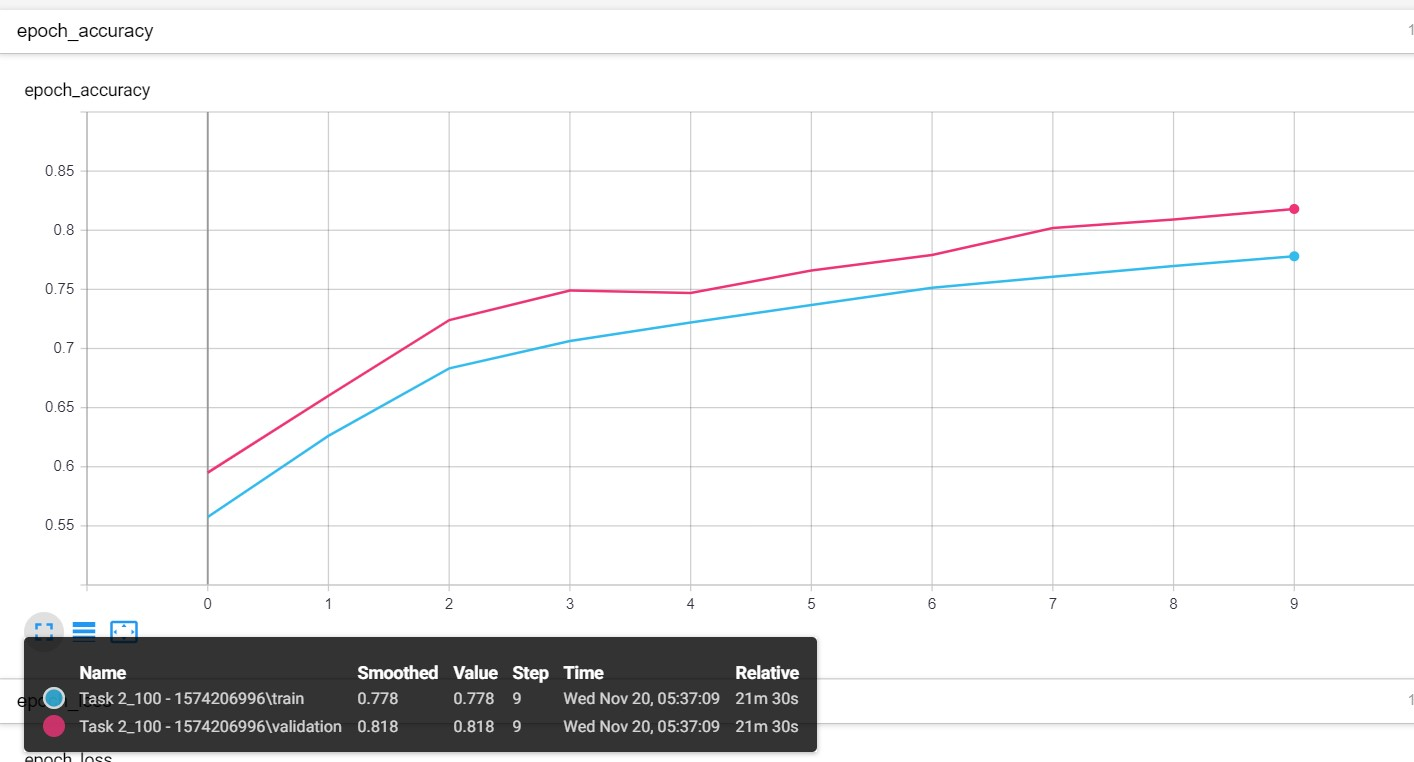 epoch_accuracy 1
epoch_accuracy
0.85
0.8
0.75
0.7
0.65
0.6
0.55
0 1 2 3 4 5 6 7 8 9
Name Smoothed Value Step Time Relative
Task 2_100 - 1574206996\train 0.778 0.778 9 Wed Nov 20, 05:37:09 21m 30s
1
Task 2_100 - 1574206996\validation 0.818 0.818 9 Wed Nov 20, 05:37:09 21m 30s
epoch_loss